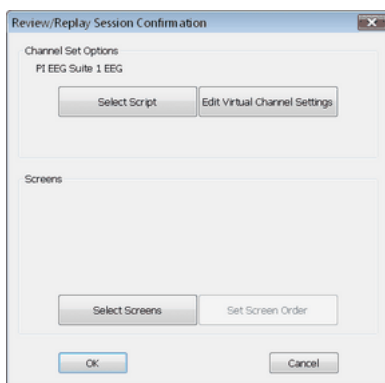 Review/Replay Session Confirmation
Channel Set Options
PI EEG Suite 1 EEG
Select Script
Edit Virtual Channel Settings
Screens
Select Screens
Set Screen Order
OK
Cancel